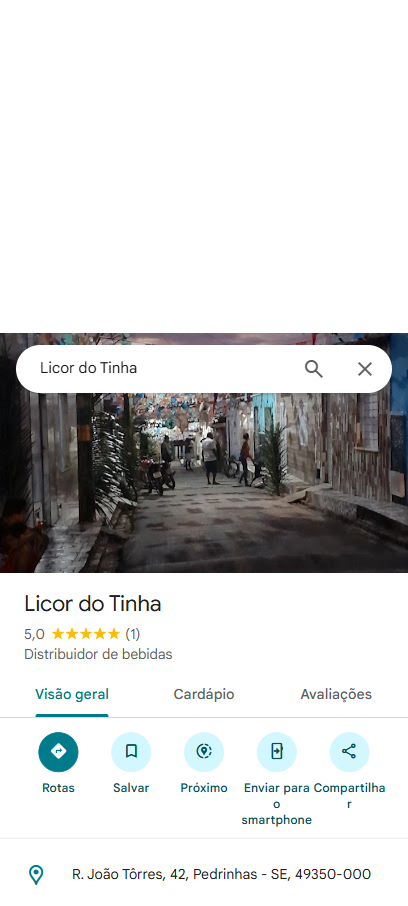 Licor do Tinha
Licor do Tinha
5,0 ★★★★★ (1)
Distribuidor de bebidas
Visão geral
Cardápio
Avaliações
Rotas
Salvar
Próximo
Enviar para
o
smartphone
Compartilha
r
R. João Tôrres, 42, Pedrinhas - SE, 49350-000